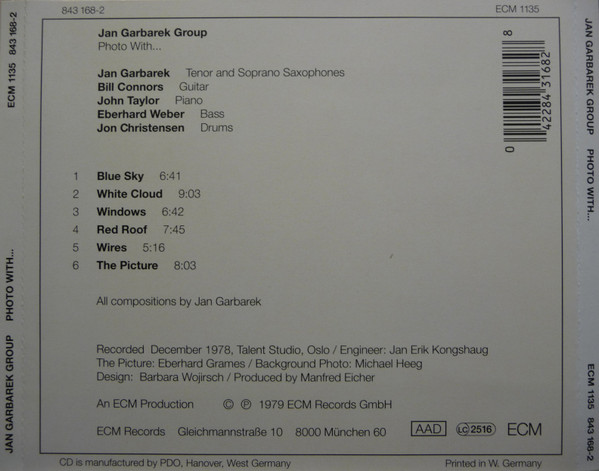 843 168-2
ECM 1135
Jan Garbarek Group
Photo With...
Jan Garbarek Tenor and Soprano Saxophones
Bill Connors Guitar
John Taylor Piano
Eberhard Weber Bass
Jon Christensen Drums
8
42284 31682
0
1 Blue Sky 6:41
2 White Cloud 9:03
3 Windows 6:42
4 Red Roof 7:45
5 Wires 5:16
6 The Picture 8:03
All compositions by Jan Garbarek
Recorded December 1978, Talent Studio, Oslo / Engineer: Jan Erik Kongshaug
The Picture: Eberhard Grames / Background Photo: Michael Heeg
Design: Barbara Wojirsch / Produced by Manfred Eicher
An ECM Production © ℗ 1979 ECM Records GmbH
ECM Records Gleichmannstraße 10 8000 München 60 AAD LC 2516 ECM
CD is manufactured by PDO, Hanover, West Germany
Printed in W. Germany
JAN GARBAREK GROUP PHOTO WITH... ECM 1135 843 168-2
JAN GARBAREK GROUP PHOTO WITH... ECM 1135 843 168-2